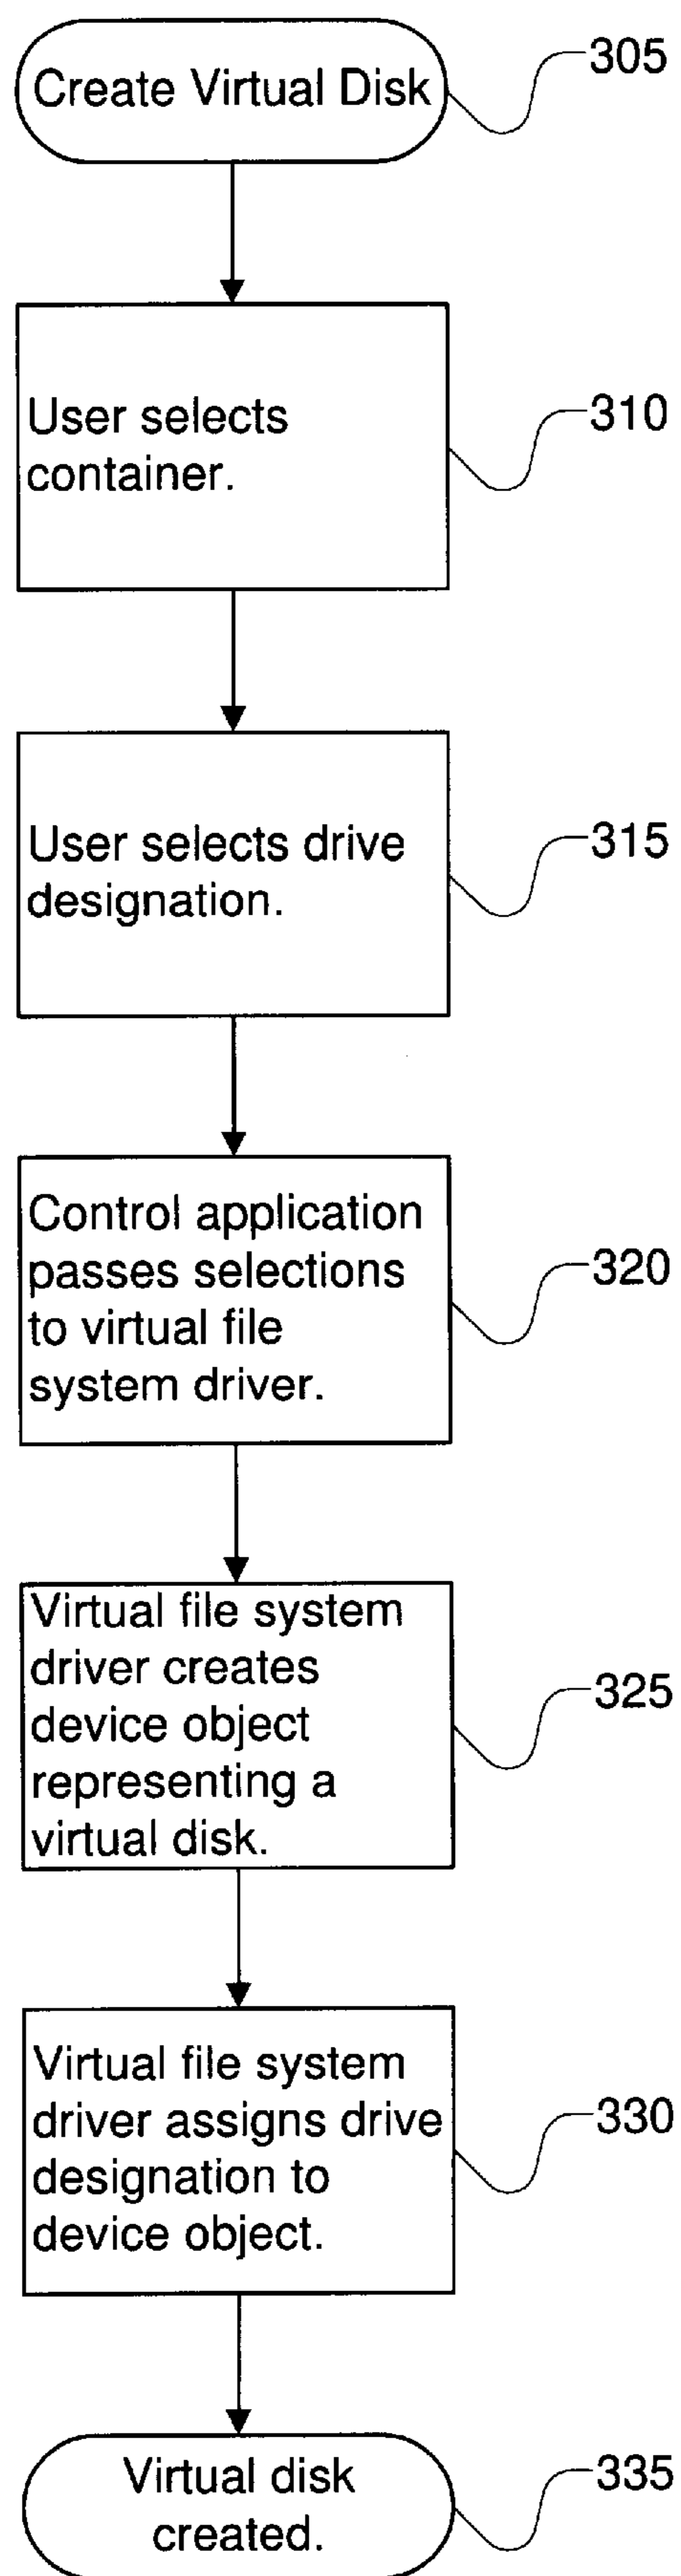 Create Virtual Disk
305
User selects
container.
310
User selects drive
designation.
315
Control application
passes selections
to virtual file
system driver.
320
Virtual file system
driver creates
device object
representing a
virtual disk.
325
Virtual file system
driver assigns drive
designation to
device object.
330
Virtual disk
created.
335